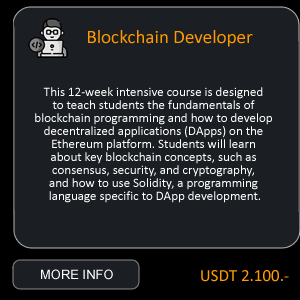 Blockchain Developer
This 12-week intensive course is designed
to teach students the fundamentals of
blockchain programming and how to develop
decentralized applications (DApps) on the
Ethereum platform. Students will learn
about key blockchain concepts, such as
consensus, security, and cryptography,
and how to use Solidity, a programming
language specific to DApp development.
MORE INFO
USDT 2.100.-